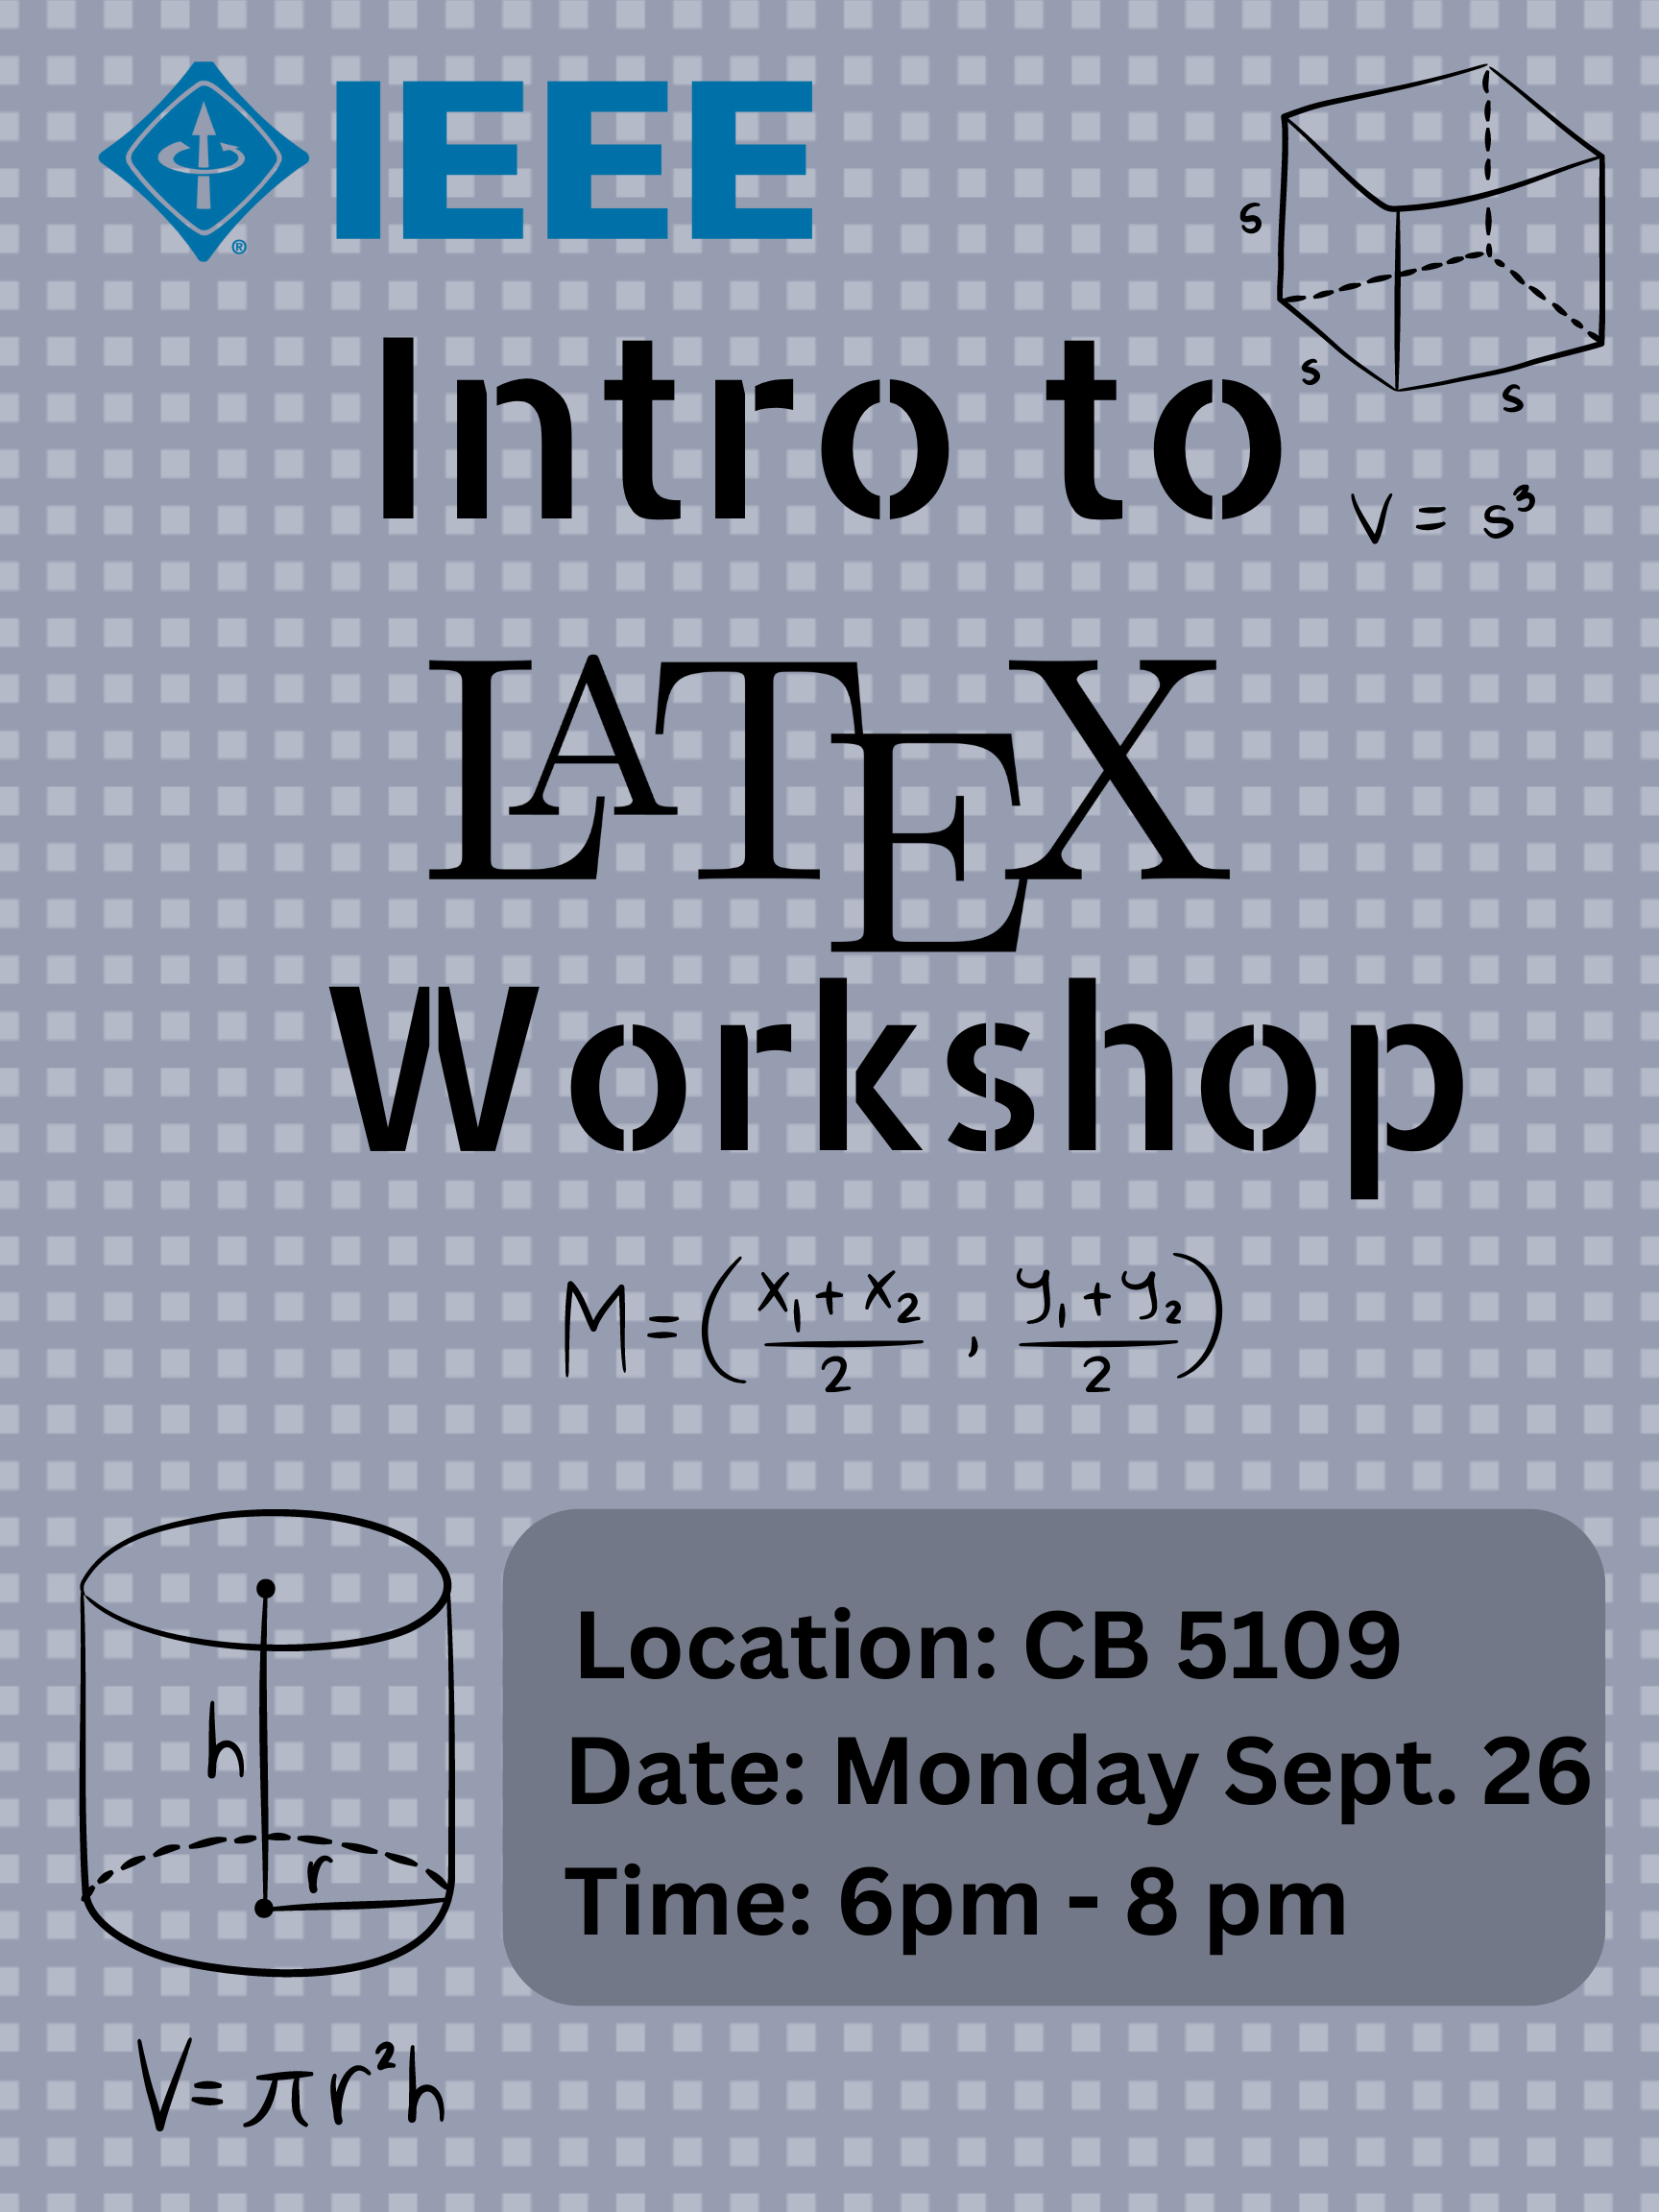 IEEE
®
s
s
s
Intro to
V = s³
LATEX
Workshop
M = (x₁ + x₂ / 2 , y₁ + y₂ / 2)
h
r
Location: CB 5109
Date: Monday Sept. 26
Time: 6pm - 8 pm
V = πr²h